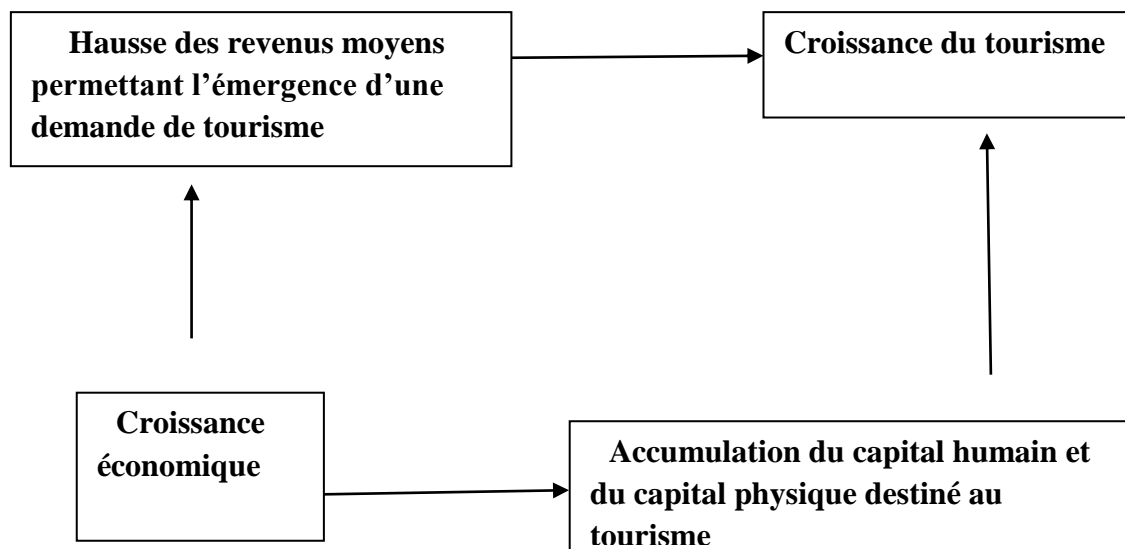 Hausse des revenus moyens
permettant l’émergence d’une
demande de tourisme
Croissance du tourisme
Croissance
économique
Accumulation du capital humain et
du capital physique destiné au
tourisme